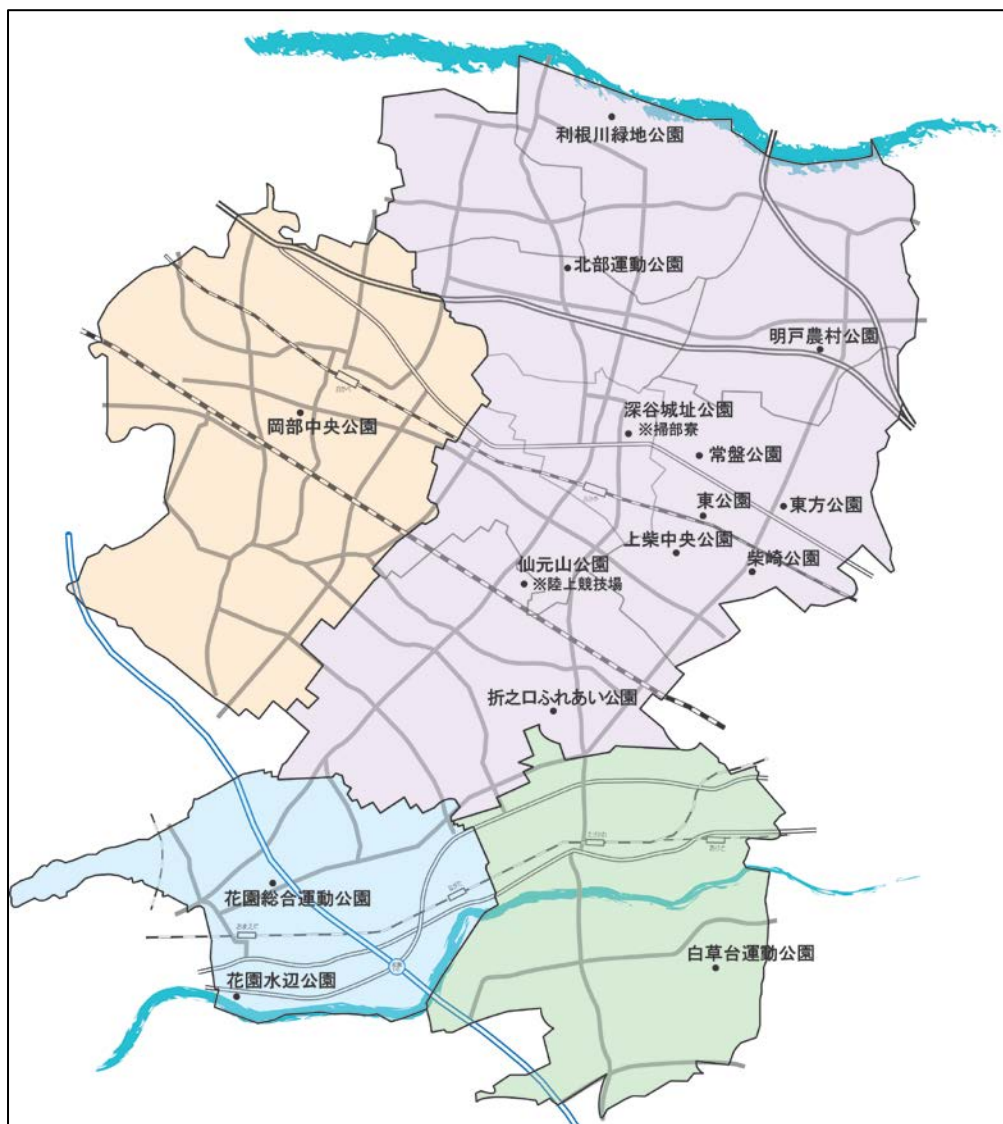 利根川緑地公園
北部運動公園
明戸農村公園
深谷城址公園
※掃部寮
岡部中央公園
常盤公園
東公園
東方公園
上柴中央公園
仙元山公園
※陸上競技場
柴崎公園
折之口ふれあい公園
花園総合運動公園
白草台運動公園
花園水辺公園